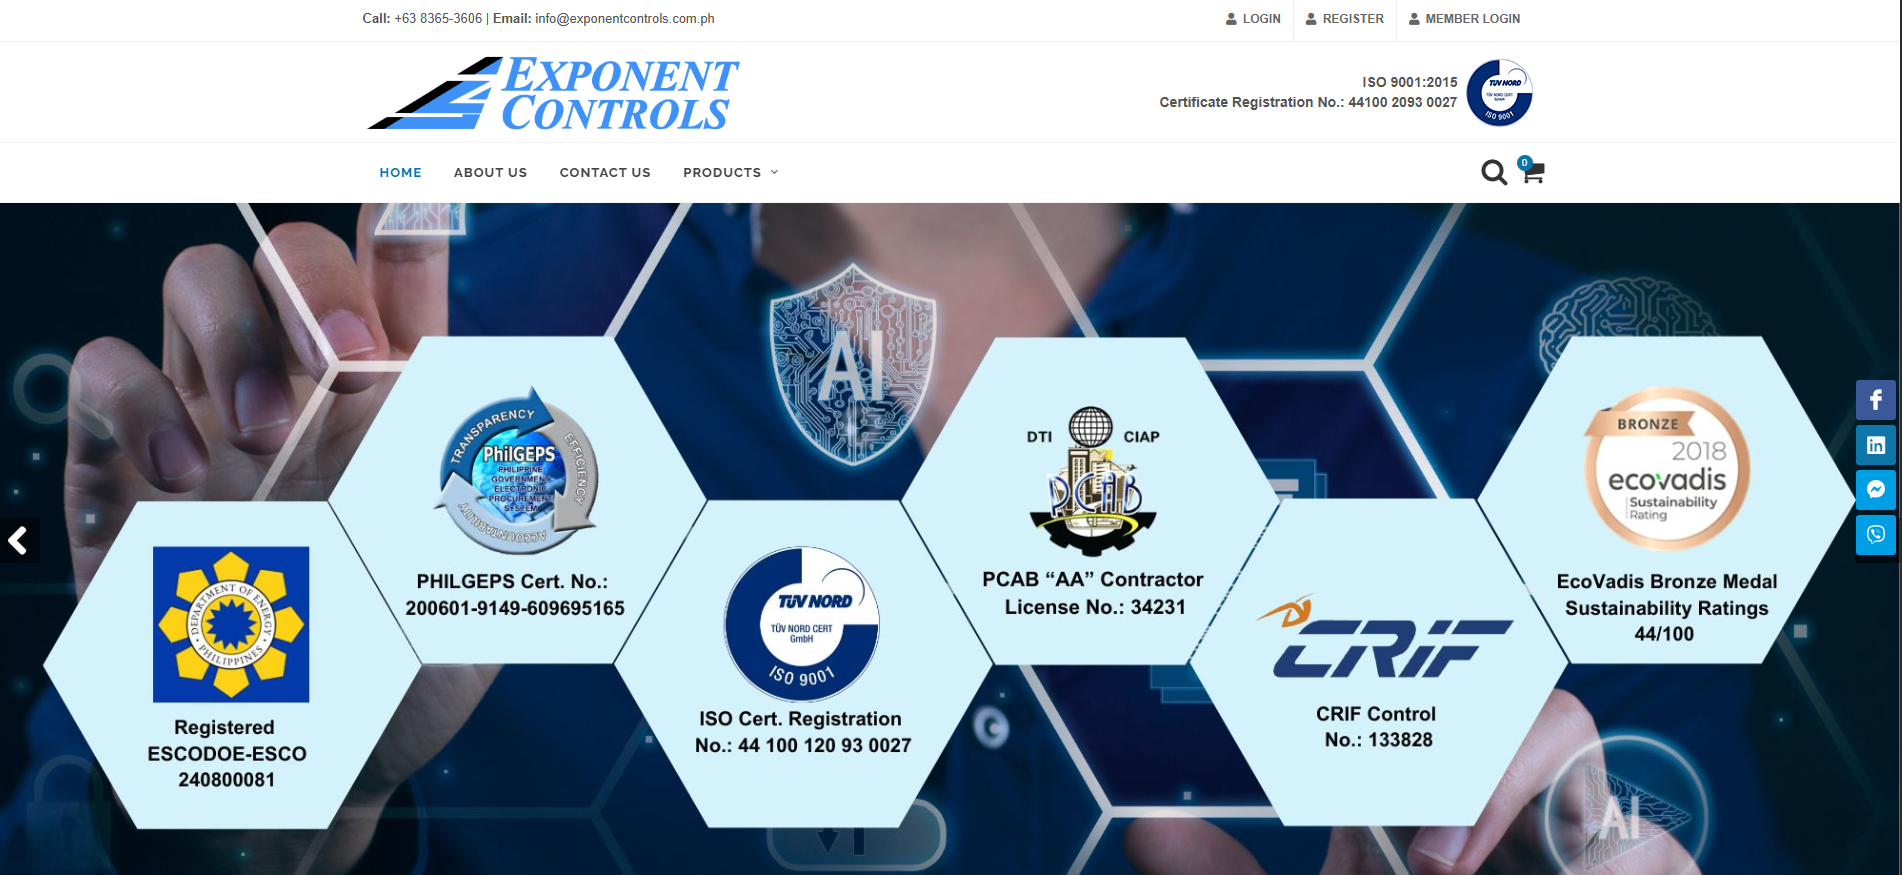 Call: +63 8365-3606 | Email: info@exponentcontrols.com.ph
LOGIN
REGISTER
MEMBER LOGIN
EXPONENT
CONTROLS
ISO 9001:2015
Certificate Registration No.: 44100 2093 0027
TÜV NORD
TÜV NORD CERT
GmbH
ISO 9001
HOME
ABOUT US
CONTACT US
PRODUCTS
0
AI
TRANSPARENCY
EFFICIENCY
ACCOUNTABILITY
PhilGEPS
PHILIPPINE
GOVERNMENT
ELECTRONIC
PROCUREMENT
SYSTEM
PHILGEPS Cert. No.:
200601-9149-609695165
DTI
CIAP
PCAB
PCAB “AA” Contractor
License No.: 34231
BRONZE
2018
ecovadis
Sustainability
Rating
EcoVadis Bronze Medal
Sustainability Ratings
44/100
DEPARTMENT OF ENERGY
PHILIPPINES
Registered
ESCODOE-ESCO
240800081
TÜV NORD
TÜV NORD CERT
GmbH
ISO 9001
ISO Cert. Registration
No.: 44 100 120 93 0027
CRIF
CRIF Control
No.: 133828
AI
f
in